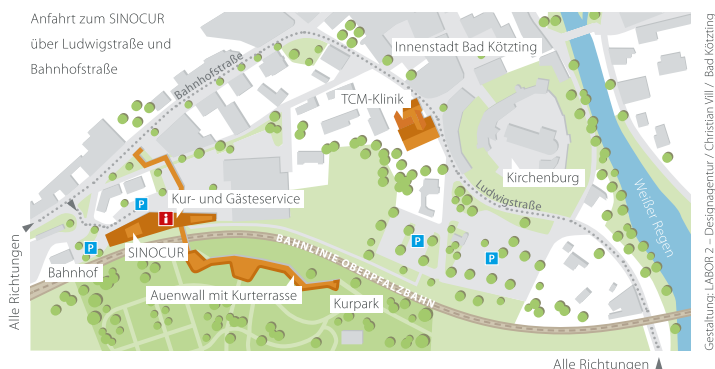 Anfahrt zum SINOCUR
über Ludwigstraße und
Bahnhofstraße
Innenstadt Bad Kötzting
Bahnhofstraße
TCM-Klinik
Kirchenburg
Ludwigstraße
Weißer Regen
Kur- und Gästeservice
P
i
P
SINOCUR
Bahnhof
P
P
BAHNLINIE OBERPFALZBAHN
Auenwall mit Kurterrasse
Kurpark
Alle Richtungen
Alle Richtungen
Gestaltung: LABOR 2 – Designagentur / Christian Vill / Bad Kötzting